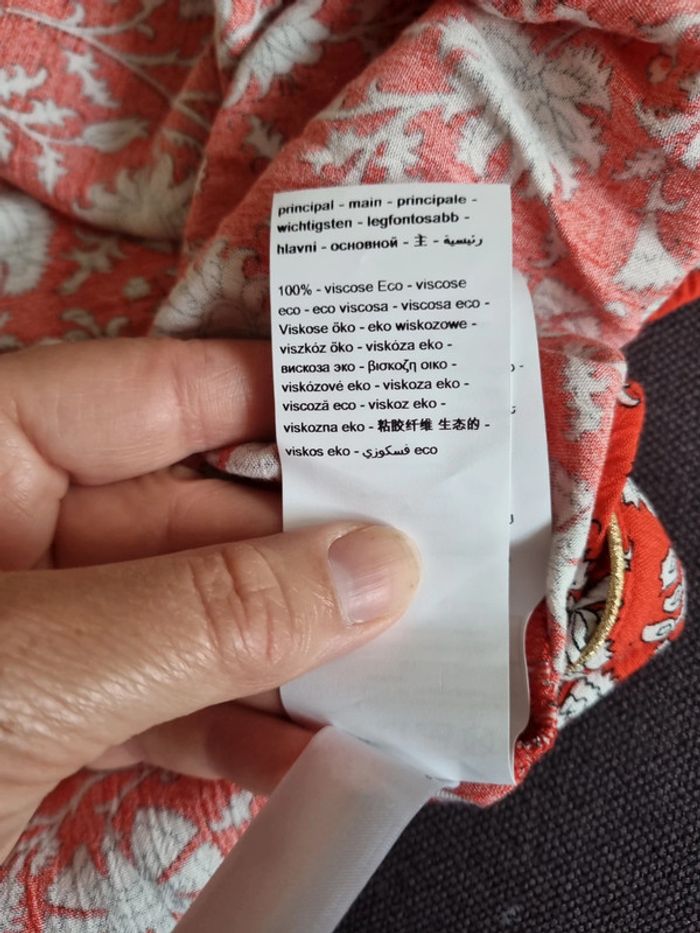 principal - main - principale -
wichtigsten - legfontosabb -
hlavni - основной - 主 - رئيسية
100% - viscose Eco - viscose
eco - eco viscosa - viscosa eco -
Viskose öko - eko wiskozowe -
viszkóz öko - viskóza eko -
вискоза эко - βισκοζη οικο -
viskózové eko - viskoza eko -
viscoză eco - viskoz eko -
viskozna eko - 粘胶纤维 生态的 -
viskos eko - فسكوزي eco